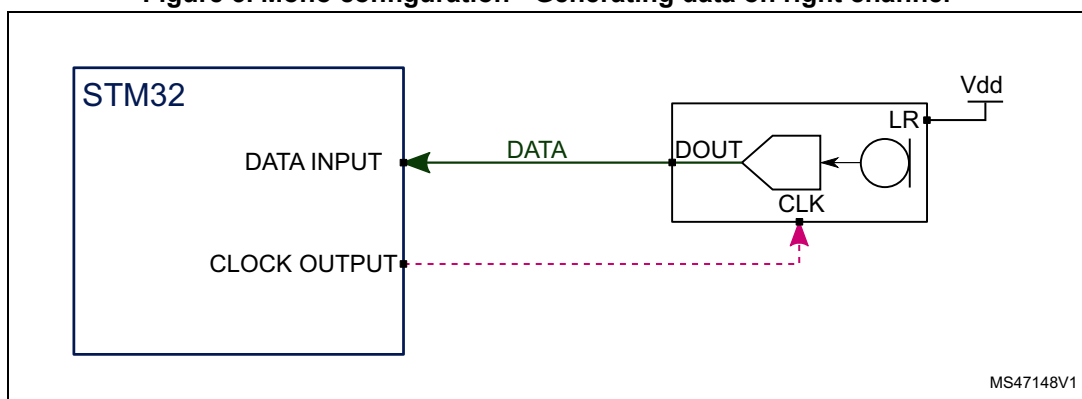 Figure 3. Mono configuration - Generating data on right channel
STM32
Vdd
LR
DATA INPUT
DATA
DOUT
CLK
CLOCK OUTPUT
MS47148V1